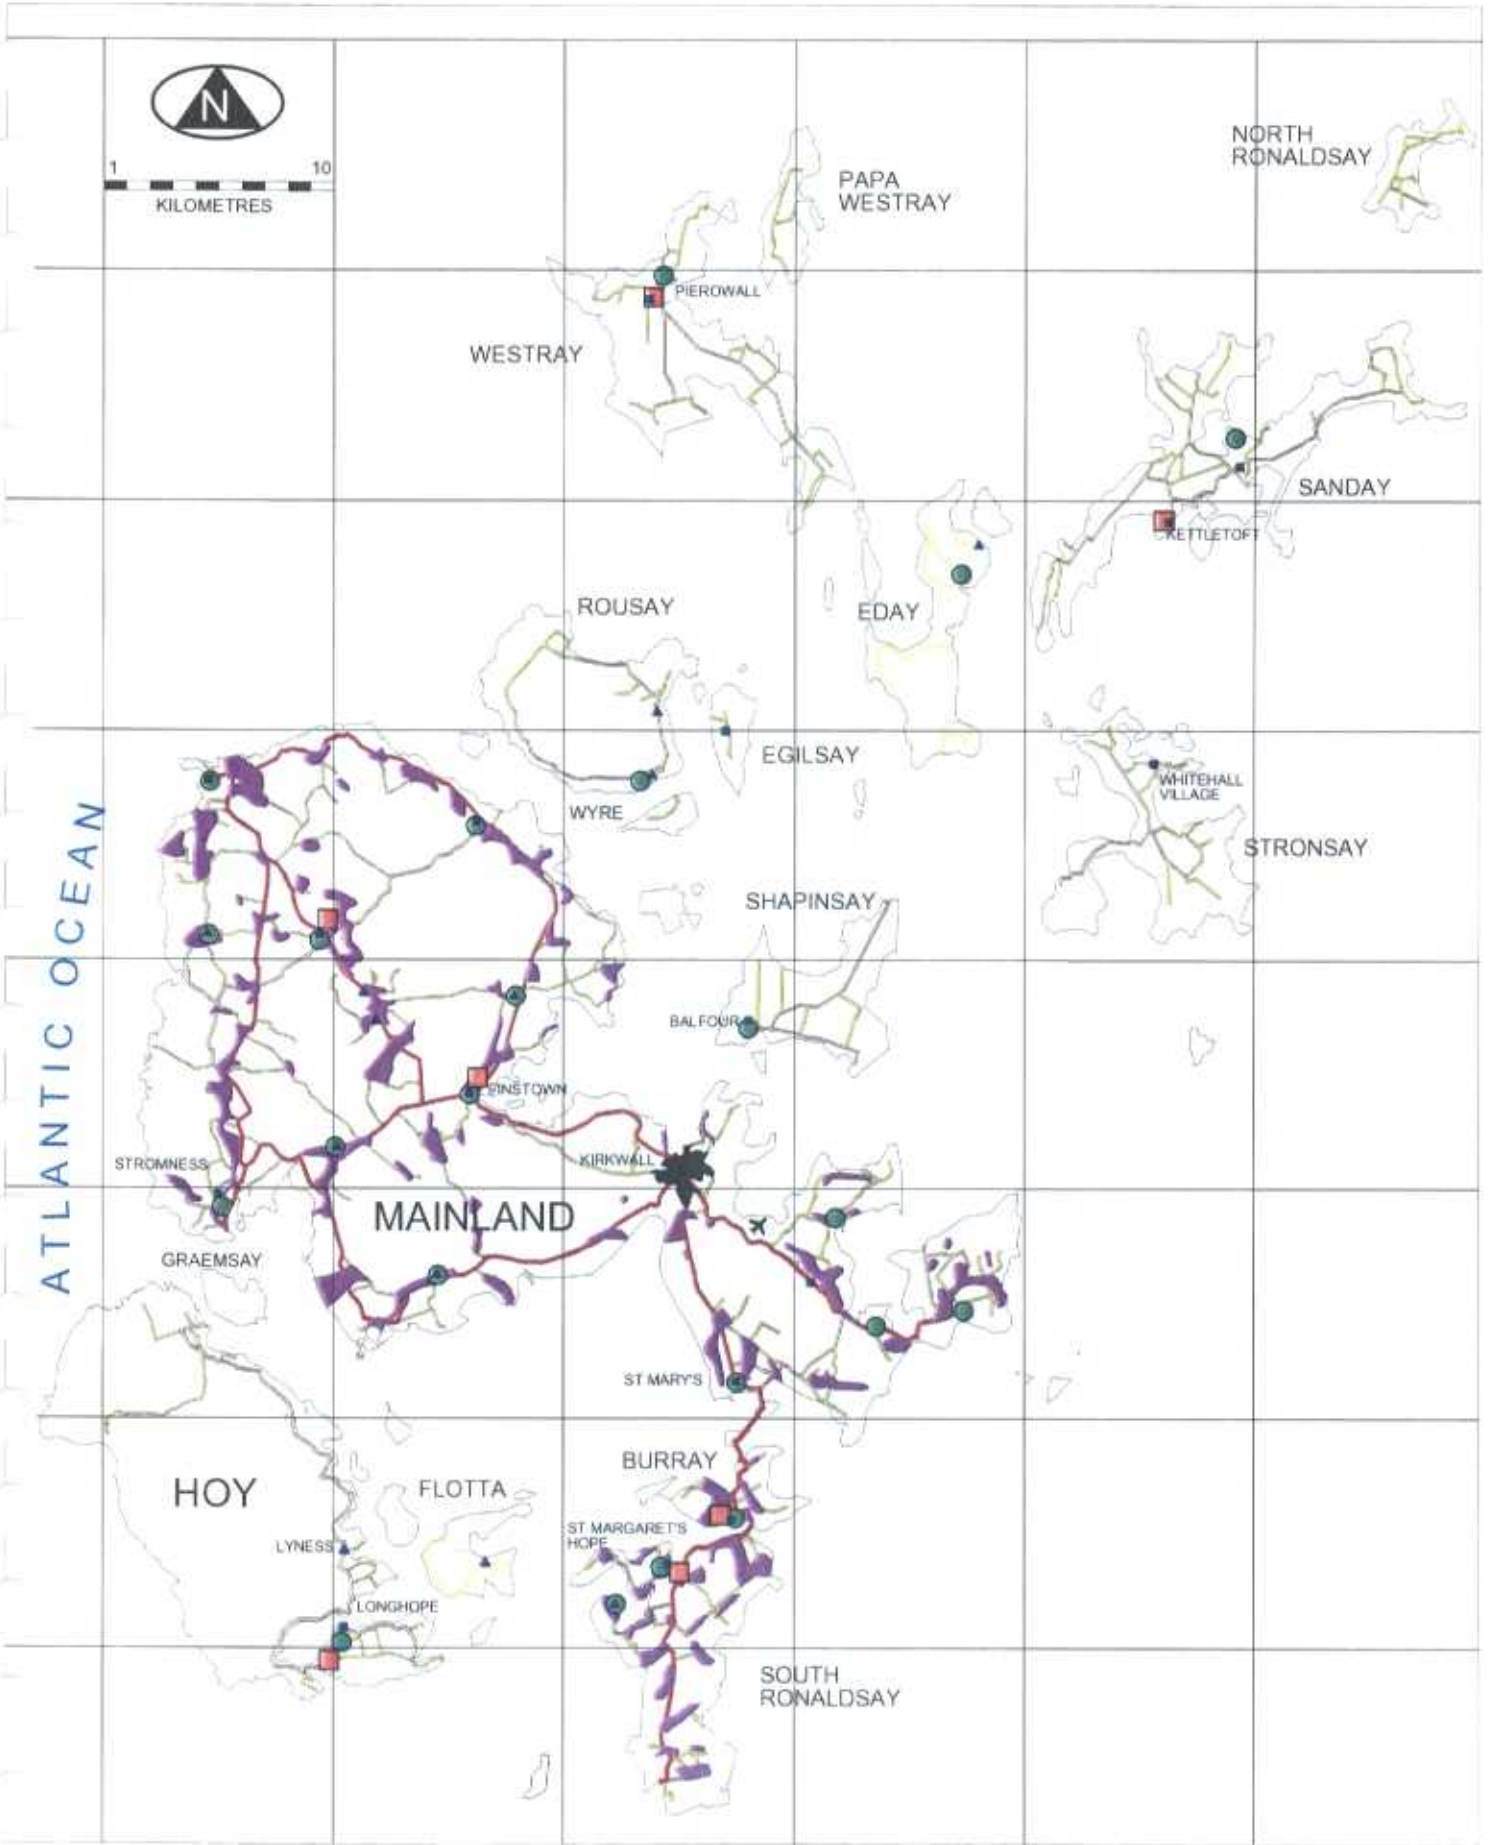 N
1 10
KILOMETRES
NORTH
RONALDSAY
PAPA
WESTRAY
PIEROWALL
WESTRAY
SANDAY
KETTLETOFT
ROUSAY
EDAY
EGILSAY
WHITEHALL
VILLAGE
WYRE
STRONSAY
SHAPINSAY
ATLANTIC OCEAN
BALFOUR
FINSTOWN
STROMNESS
KIRKWALL
MAINLAND
GRAEMSAY
ST MARY'S
BURRAY
HOY
FLOTTA
ST MARGARET'S
HOPE
LYNESS
LONGHOPE
SOUTH
RONALDSAY